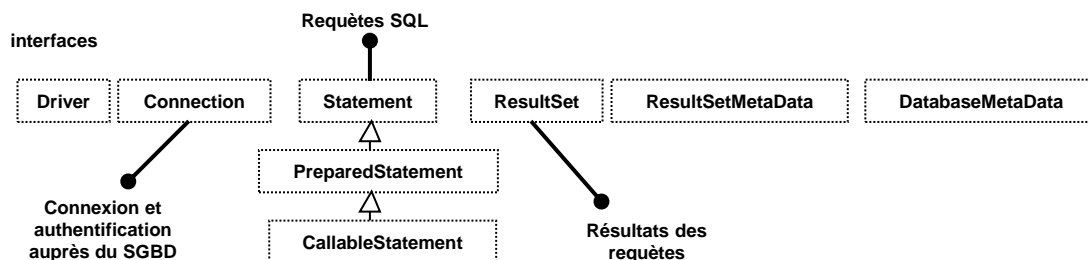 Requètes SQL
interfaces
Driver
Connection
Statement
ResultSet
ResultSetMetaData
DatabaseMetaData
PreparedStatement
Connexion et
authentification
auprès du SGBD
CallableStatement
Résultats des
requètes